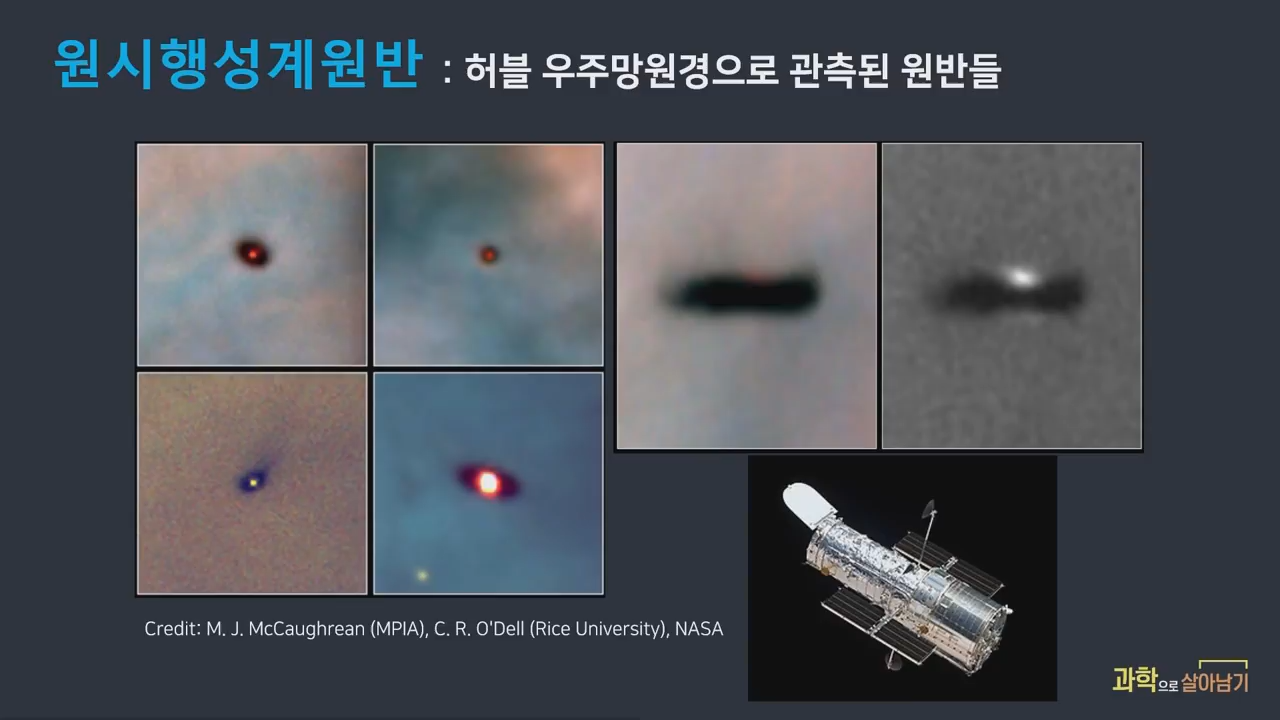 원시행성계원반 : 허블 우주망원경으로 관측된 원반들
Credit: M. J. McCaughrean (MPIA), C. R. O'Dell (Rice University), NASA
과학으로 살아남기